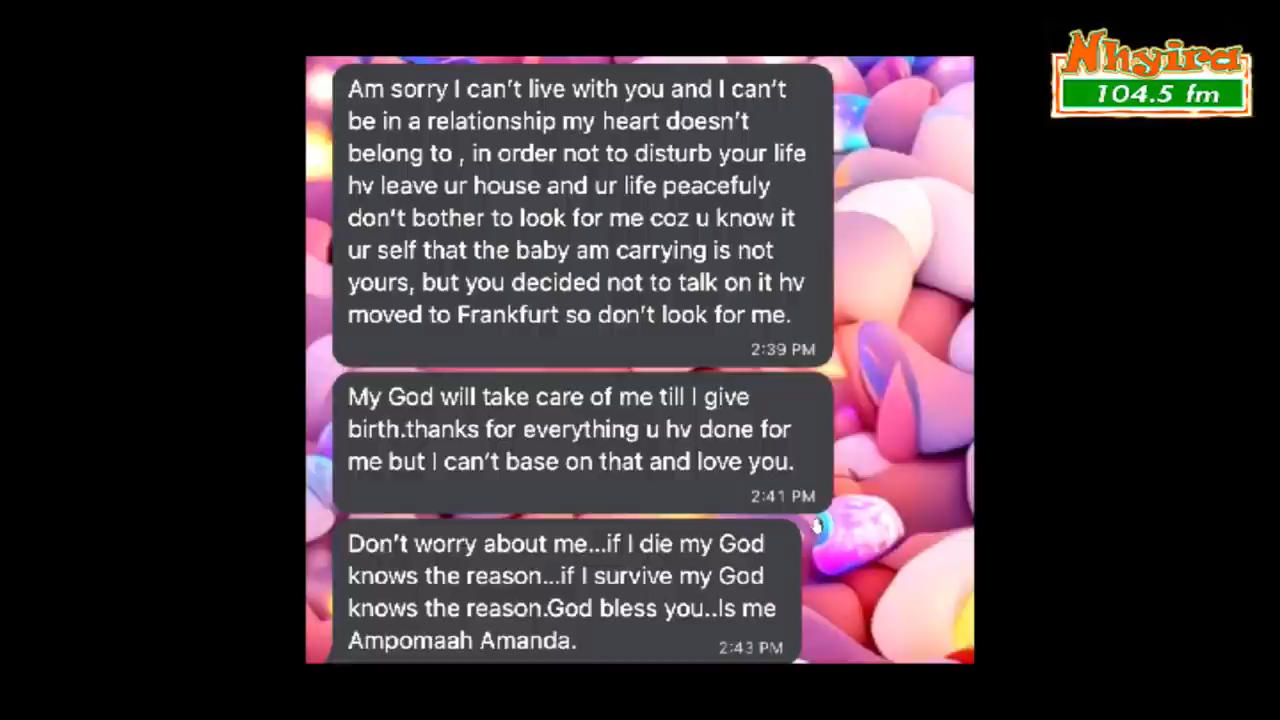 Nhyira
104.5 fm
Am sorry I can't live with you and I can't
be in a relationship my heart doesn't
belong to , in order not to disturb your life
hv leave ur house and ur life peacefuly
don't bother to look for me coz u know it
ur self that the baby am carrying is not
yours, but you decided not to talk on it hv
moved to Frankfurt so don't look for me.
2:39 PM
My God will take care of me till I give
birth.thanks for everything u hv done for
me but I can't base on that and love you.
2:41 PM
Don't worry about me...if I die my God
knows the reason...if I survive my God
knows the reason.God bless you..Is me
Ampomaah Amanda.
2:43 PM